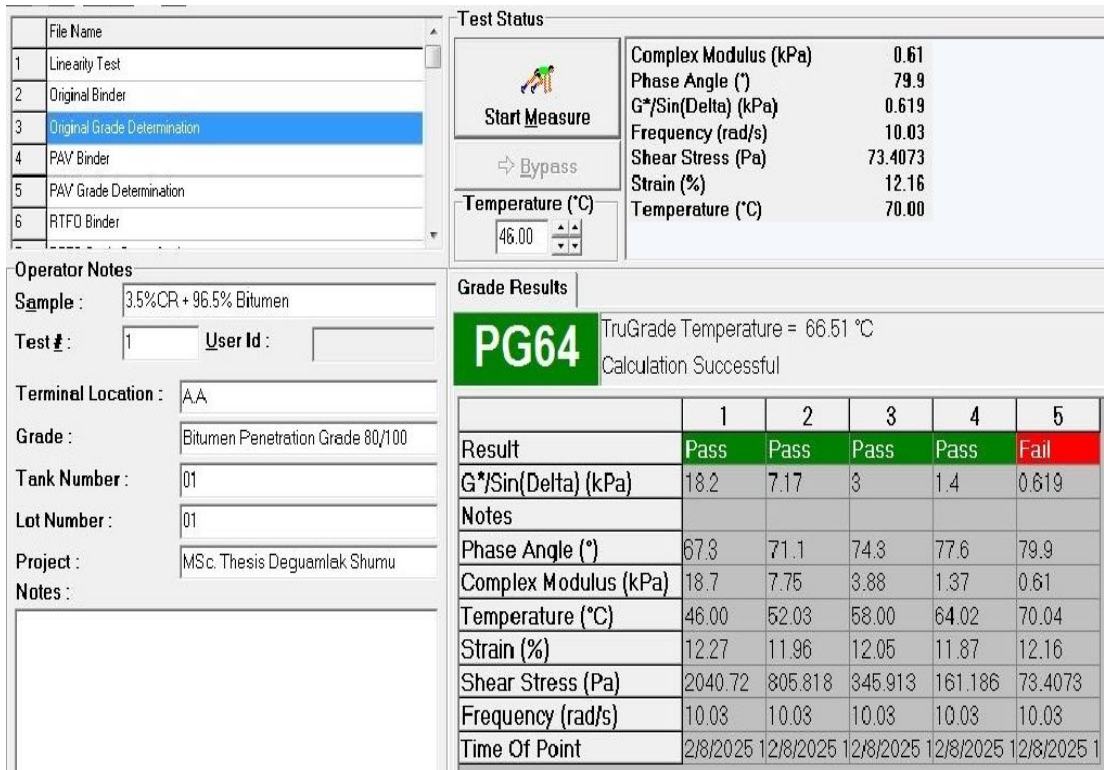 File Name
1 Linearity Test
2 Original Binder
3 Original Grade Determination
4 PAV Binder
5 PAV Grade Determination
6 RTFO Binder
Operator Notes
Sample : 3.5%CR + 96.5% Bitumen
Test #: 1 User Id :
Terminal Location : A.A
Grade : Bitumen Penetration Grade 80/100
Tank Number : 01
Lot Number : 01
Project : MSc. Thesis Deguamlak Shumu
Notes :
Test Status
Start Measure
Bypass
Temperature (°C)
46.00
Complex Modulus (kPa) 0.61
Phase Angle (°) 79.9
G*/Sin(Delta) (kPa) 0.619
Frequency (rad/s) 10.03
Shear Stress (Pa) 73.4073
Strain (%) 12.16
Temperature (°C) 70.00
Grade Results
PG64
TruGrade Temperature = 66.51 °C
Calculation Successful
1 2 3 4 5
Result Pass Pass Pass Pass Fail
G*/Sin(Delta) (kPa) 18.2 7.17 3 1.4 0.619
Notes
Phase Angle (°) 67.3 71.1 74.3 77.6 79.9
Complex Modulus (kPa) 18.7 7.75 3.88 1.37 0.61
Temperature (°C) 46.00 52.03 58.00 64.02 70.04
Strain (%) 12.27 11.96 12.05 11.87 12.16
Shear Stress (Pa) 2040.72 805.818 345.913 161.186 73.4073
Frequency (rad/s) 10.03 10.03 10.03 10.03 10.03
Time Of Point 2/8/2025 1 2/8/2025 1 2/8/2025 1 2/8/2025 1 2/8/2025 1